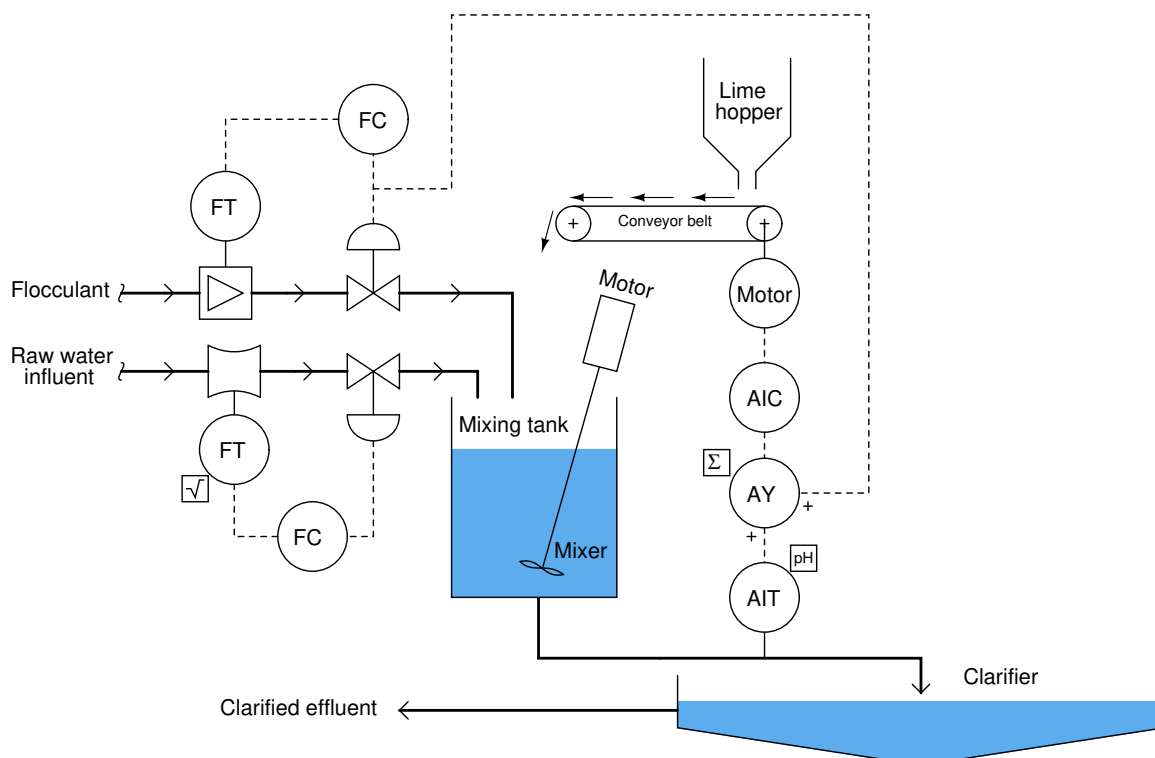 Lime
hopper
FC
FT
Conveyor belt
Flocculant
Motor
Motor
Raw water
influent
AIC
Mixing tank
FT
√
Σ
AY
+
+
FC
Mixer
pH
AIT
Clarifier
Clarified effluent